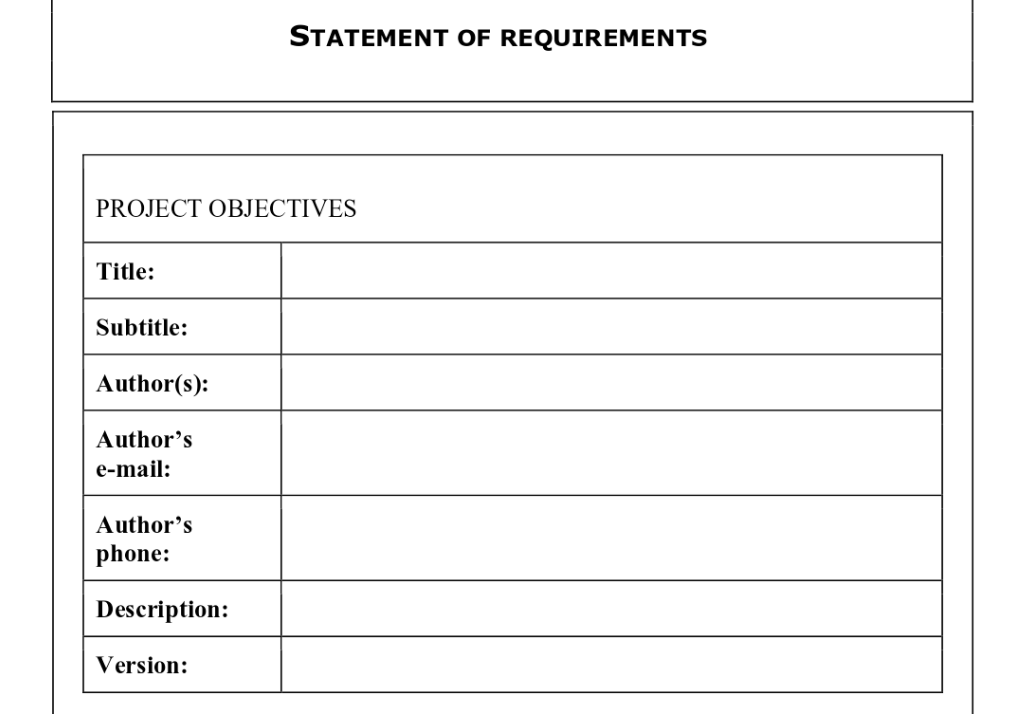 STATEMENT OF REQUIREMENTS
PROJECT OBJECTIVES
Title:
Subtitle:
Author(s):
Author’s
e-mail:
Author’s
phone:
Description:
Version: